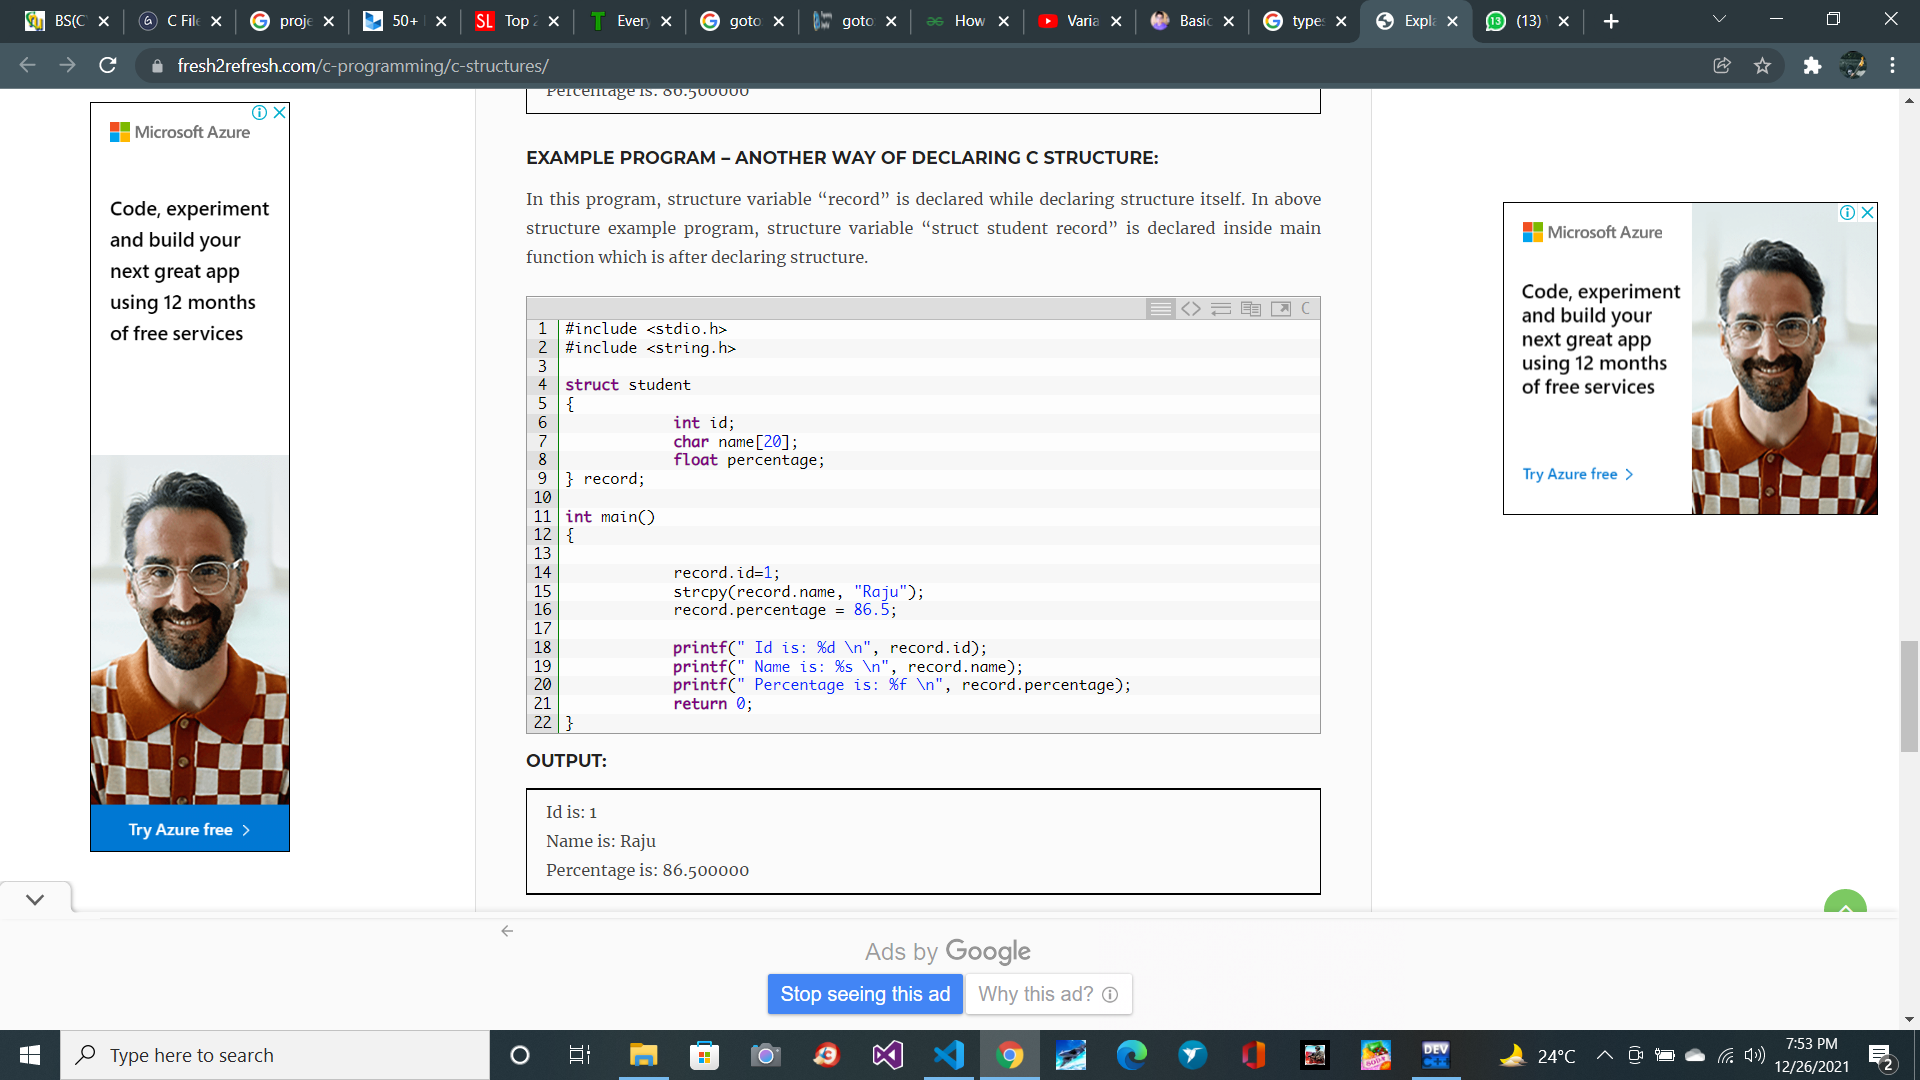 BS(C
C File
proje
50+
Top 2
Every
goto
goto
How
Varia
Basic
types
Expla
(13)
fresh2refresh.com/c-programming/c-structures/
Percentage is: 86.500000
Microsoft Azure
Code, experiment
and build your
next great app
using 12 months
of free services
Try Azure free >
EXAMPLE PROGRAM – ANOTHER WAY OF DECLARING C STRUCTURE:
In this program, structure variable “record” is declared while declaring structure itself. In above
structure example program, structure variable “struct student record” is declared inside main
function which is after declaring structure.
C
1 #include <stdio.h>
2 #include <string.h>
3
4 struct student
5 {
6 int id;
7 char name[20];
8 float percentage;
9 } record;
10
11 int main()
12 {
13
14 record.id=1;
15 strcpy(record.name, "Raju");
16 record.percentage = 86.5;
17
18 printf(" Id is: %d \n", record.id);
19 printf(" Name is: %s \n", record.name);
20 printf(" Percentage is: %f \n", record.percentage);
21 return 0;
22 }
OUTPUT:
Id is: 1
Name is: Raju
Percentage is: 86.500000
Microsoft Azure
Code, experiment
and build your
next great app
using 12 months
of free services
Try Azure free >
Ads by Google
Stop seeing this ad
Why this ad?
Type here to search
DEV
C++
24°C
7:53 PM
12/26/2021
2